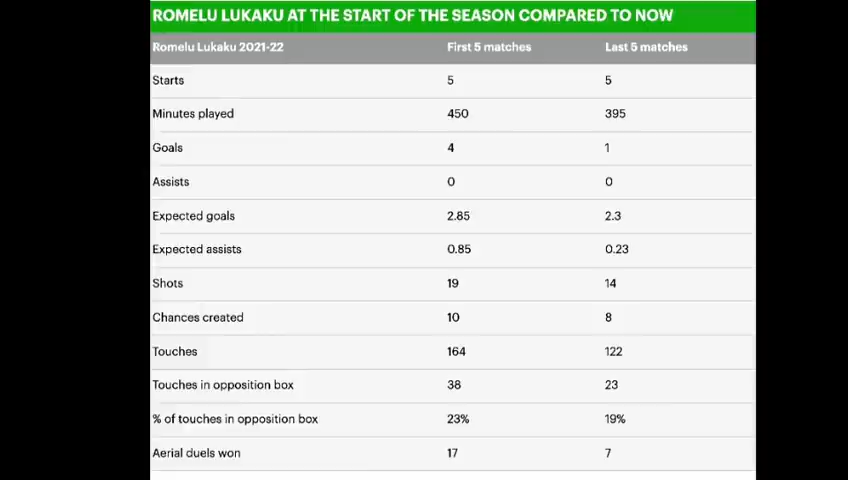 ROMELU LUKAKU AT THE START OF THE SEASON COMPARED TO NOW
Romelu Lukaku 2021-22 First 5 matches Last 5 matches
Starts 5 5
Minutes played 450 395
Goals 4 1
Assists 0 0
Expected goals 2.85 2.3
Expected assists 0.85 0.23
Shots 19 14
Chances created 10 8
Touches 164 122
Touches in opposition box 38 23
% of touches in opposition box 23% 19%
Aerial duels won 17 7